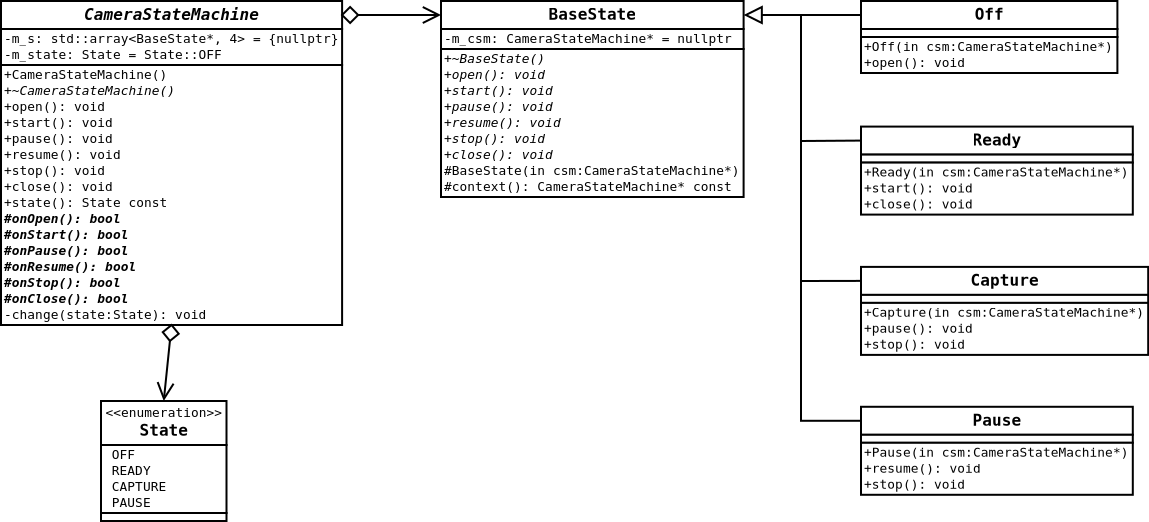 CameraStateMachine
-m_s: std::array<BaseState*, 4> = {nullptr}
-m_state: State = State::OFF
+CameraStateMachine()
+~CameraStateMachine()
+open(): void
+start(): void
+pause(): void
+resume(): void
+stop(): void
+close(): void
+state(): State const
#onOpen(): bool
#onStart(): bool
#onPause(): bool
#onResume(): bool
#onStop(): bool
#onClose(): bool
-change(state:State): void
<<enumeration>>
State
OFF
READY
CAPTURE
PAUSE
BaseState
-m_csm: CameraStateMachine* = nullptr
+~BaseState()
+open(): void
+start(): void
+pause(): void
+resume(): void
+stop(): void
+close(): void
#BaseState(in csm:CameraStateMachine*)
#context(): CameraStateMachine* const
Off
+Off(in csm:CameraStateMachine*)
+open(): void
Ready
+Ready(in csm:CameraStateMachine*)
+start(): void
+close(): void
Capture
+Capture(in csm:CameraStateMachine*)
+pause(): void
+stop(): void
Pause
+Pause(in csm:CameraStateMachine*)
+resume(): void
+stop(): void